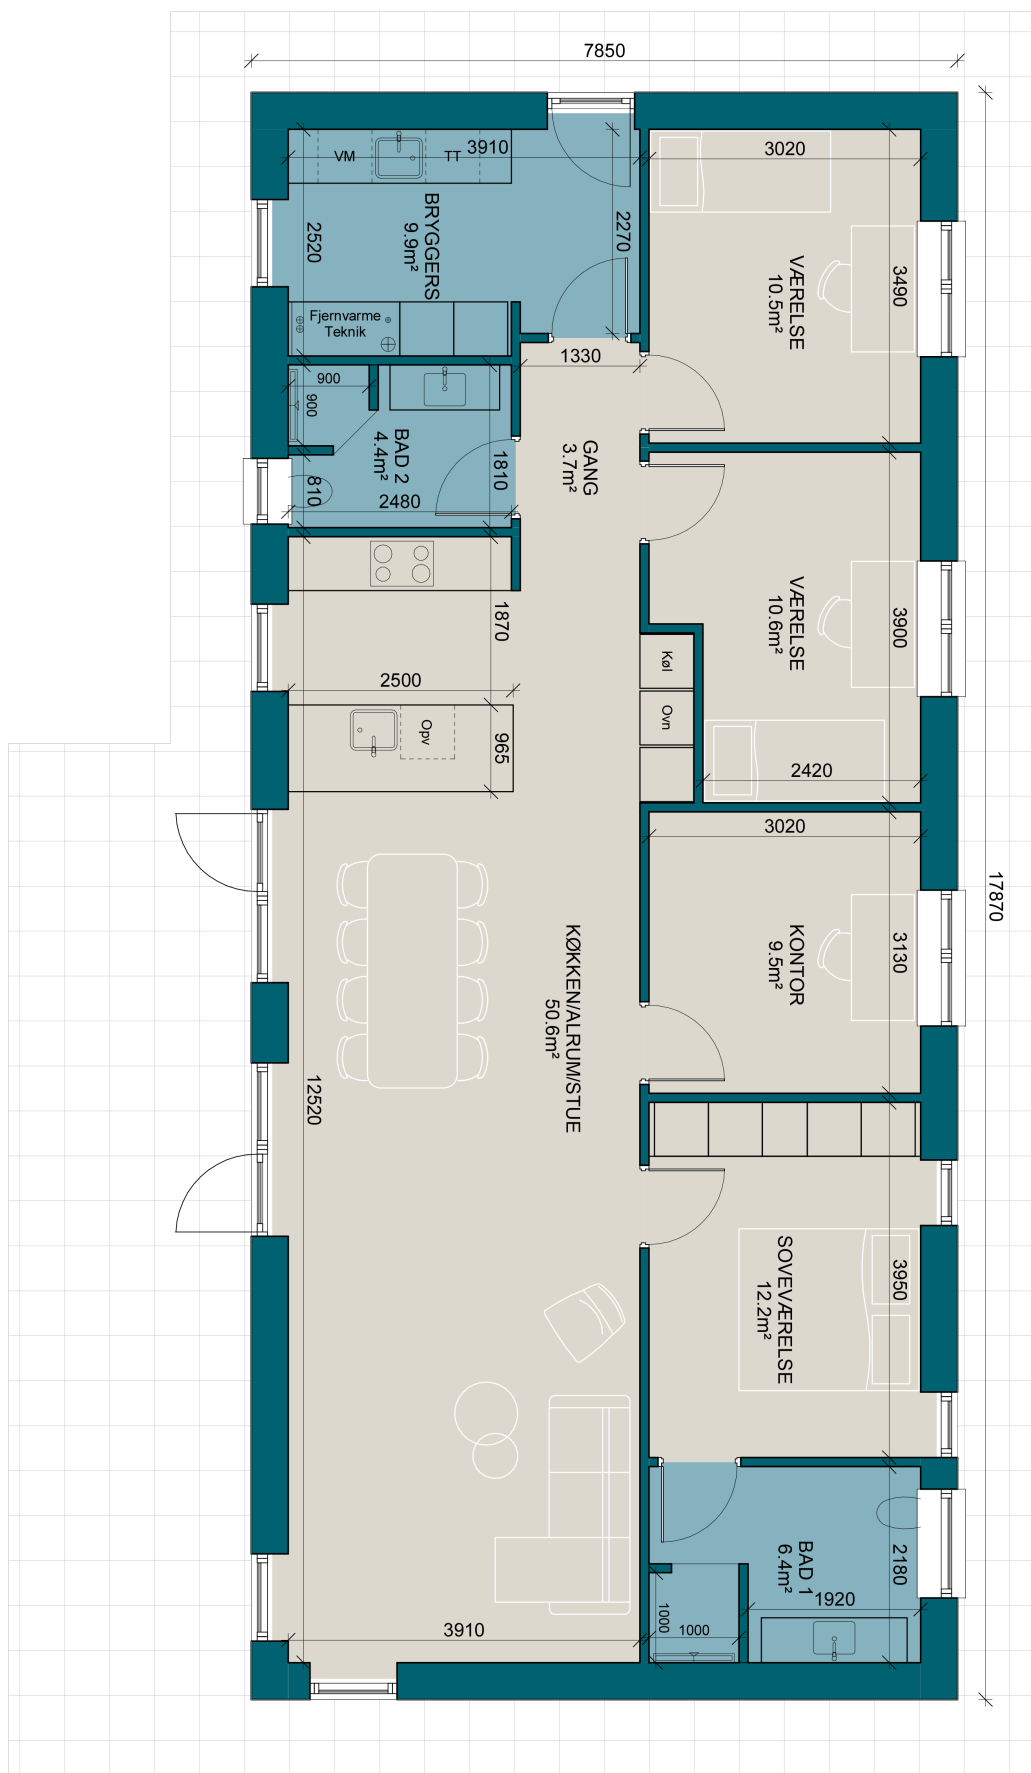 7850
3910
3020
VM
TT
BRYGGERS
9.9m²
2520
2270
VÆRELSE
10.5m²
3490
Fjernvarme
Teknik
1330
900
900
BAD 2
4.4m²
1810
810
2480
GANG
3.7m²
VÆRELSE
10.6m²
3900
1870
Køl
2500
Ovn
Opv
965
2420
3020
17870
KØKKEN/ALRUM/STUE
50.6m²
KONTOR
9.5m²
3130
12520
SOVEVÆRELSE
12.2m²
3950
BAD 1
6.4m²
2180
1920
1000
1000
3910